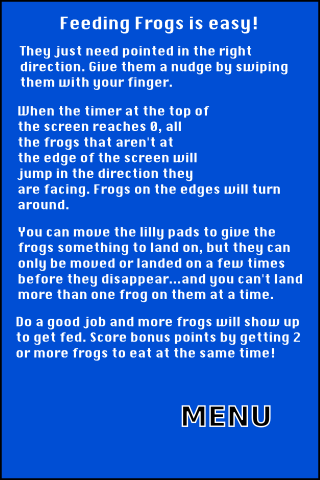 Feeding Frogs is easy!
They just need pointed in the right
direction. Give them a nudge by swiping
them with your finger.
When the timer at the top of
the screen reaches 0, all
the frogs that aren't at
the edge of the screen will
jump in the direction they
are facing. Frogs on the edges will turn
around.
You can move the lilly pads to give the
frogs something to land on, but they can
only be moved or landed on a few times
before they disappear...and you can't land
more than one frog on them at a time.
Do a good job and more frogs will show up
to get fed. Score bonus points by getting 2
or more frogs to eat at the same time!
MENU